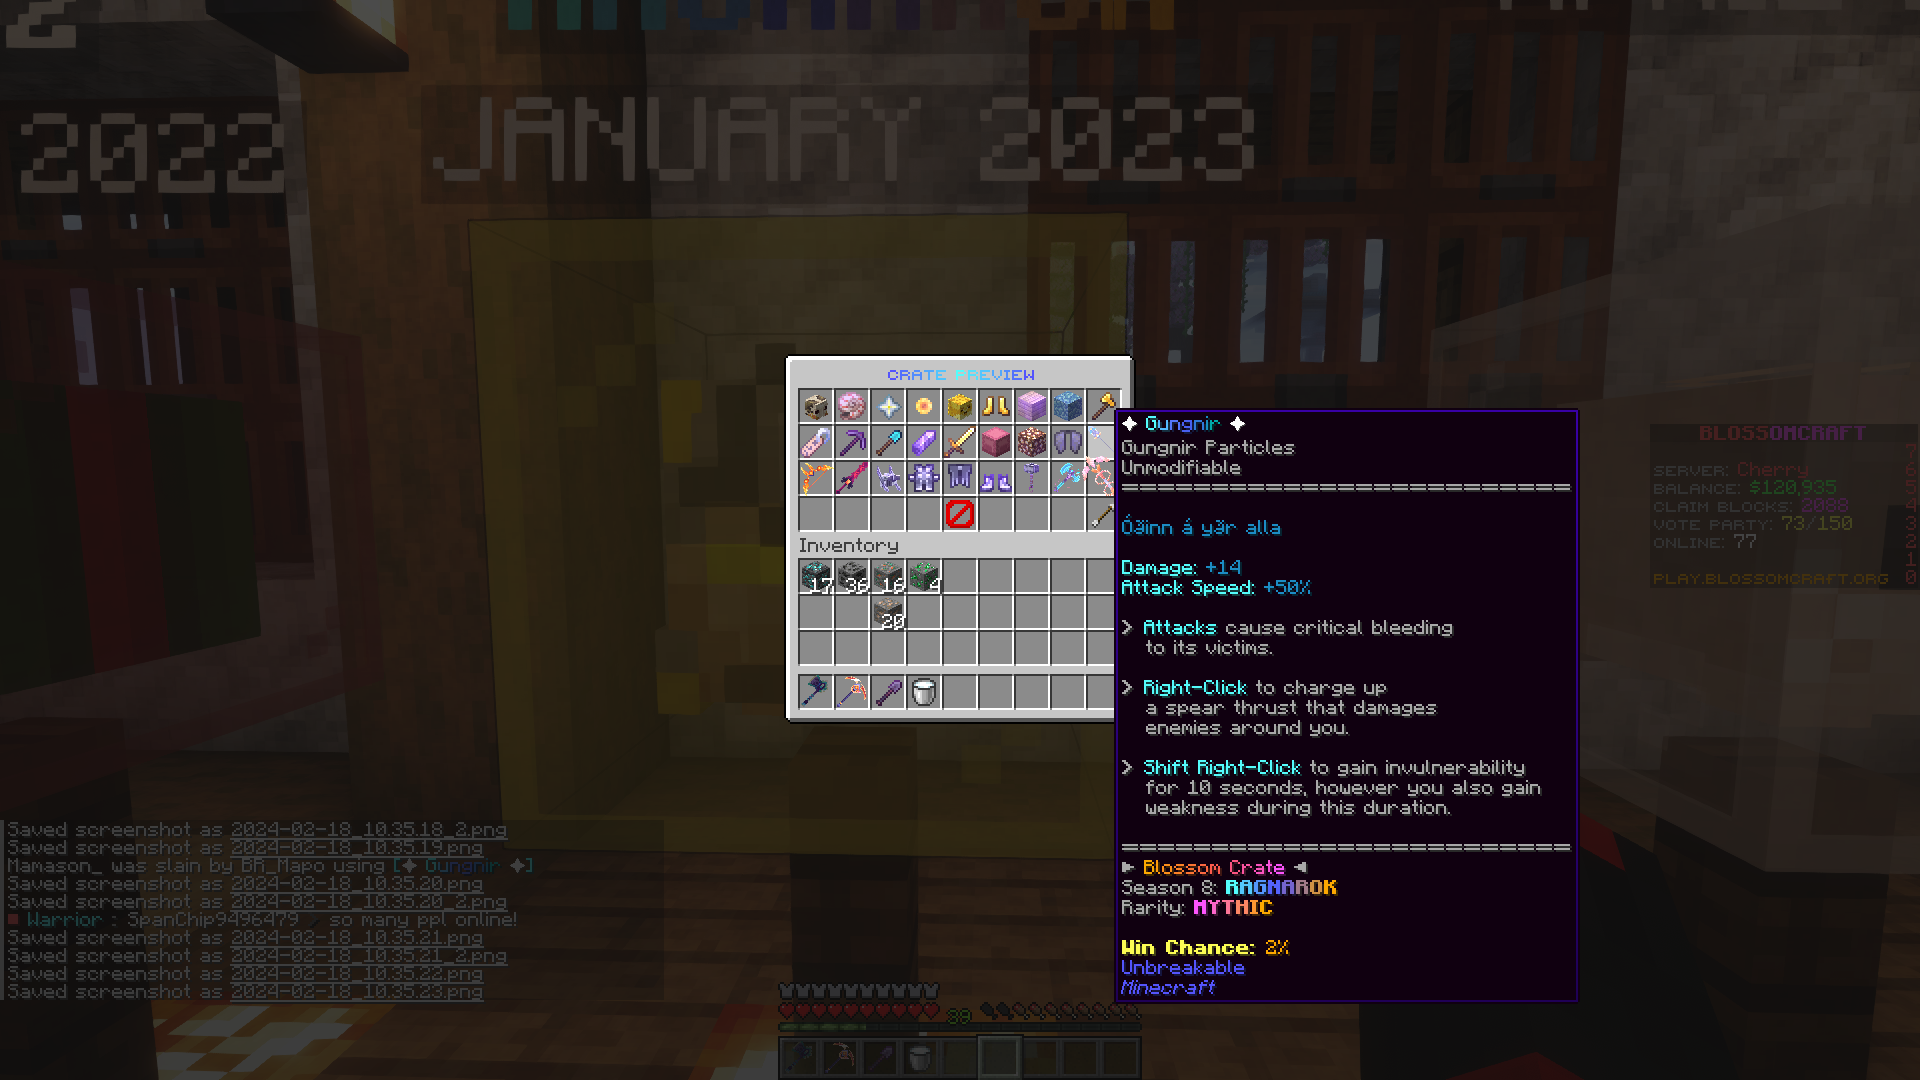 2022
JANUARY 2023
CRATE PREVIEW
Inventory
17
36
16
4
20
✦ Gungnir ✦
Gungnir Particles
Unmodifiable
Óðinn á yðr alla
Damage: +14
Attack Speed: +50%
> Attacks cause critical bleeding
to its victims.
> Right-Click to charge up
a spear thrust that damages
enemies around you.
> Shift Right-Click to gain invulnerability
for 10 seconds, however you also gain
weakness during this duration.
Blossom Crate
Season 8: RAGNAROK
Rarity: MYTHIC
Win Chance: 2%
Unbreakable
Minecraft
BLOSSOMCRAFT
7
SERVER: Cherry 6
BALANCE: $120,935 5
CLAIM BLOCKS: 2088 4
VOTE PARTY: 73/150 3
ONLINE: 77 2
1
PLAY.BLOSSOMCRAFT.ORG 0
Saved screenshot as 2024-02-18_10.35.18_2.png
Saved screenshot as 2024-02-18_10.35.19.png
Mamason_ was slain by BR_Mapo using [✦ Gungnir ✦]
Saved screenshot as 2024-02-18_10.35.20.png
Saved screenshot as 2024-02-18_10.35.20_2.png
Warrior : SpanChip9496479 so many ppl online!
Saved screenshot as 2024-02-18_10.35.21.png
Saved screenshot as 2024-02-18_10.35.21_2.png
Saved screenshot as 2024-02-18_10.35.22.png
Saved screenshot as 2024-02-18_10.35.23.png
39